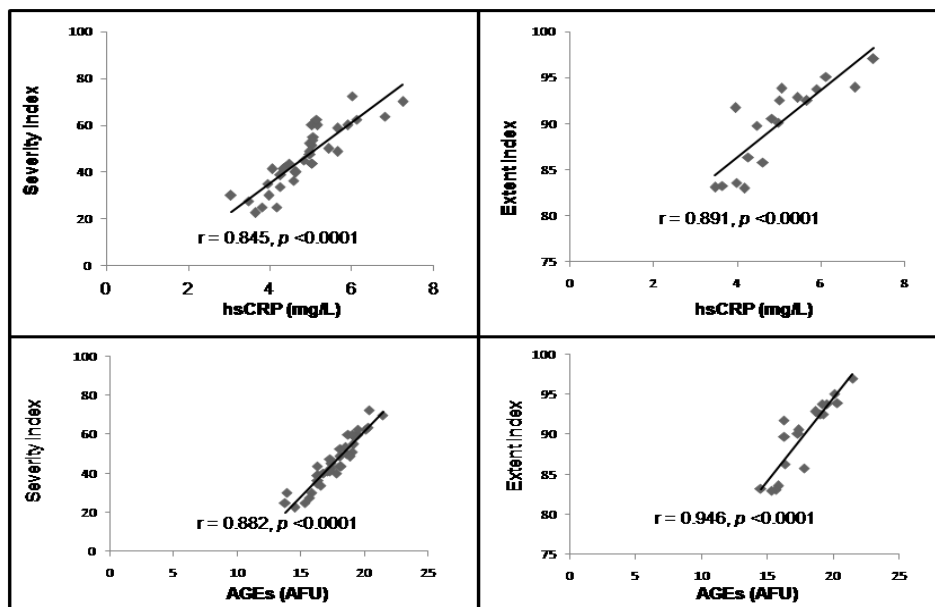 100
80
60
40
20
0
Severity Index
r = 0.845, p <0.0001
0 2 4 6 8
hsCRP (mg/L)
100
95
90
85
80
75
Extent Index
r = 0.891, p <0.0001
0 2 4 6 8
hsCRP (mg/L)
100
80
60
40
20
0
Severity Index
r = 0.882, p <0.0001
0 5 10 15 20 25
AGEs (AFU)
100
95
90
85
80
75
Extent Index
r = 0.946, p <0.0001
0 5 10 15 20 25
AGEs (AFU)